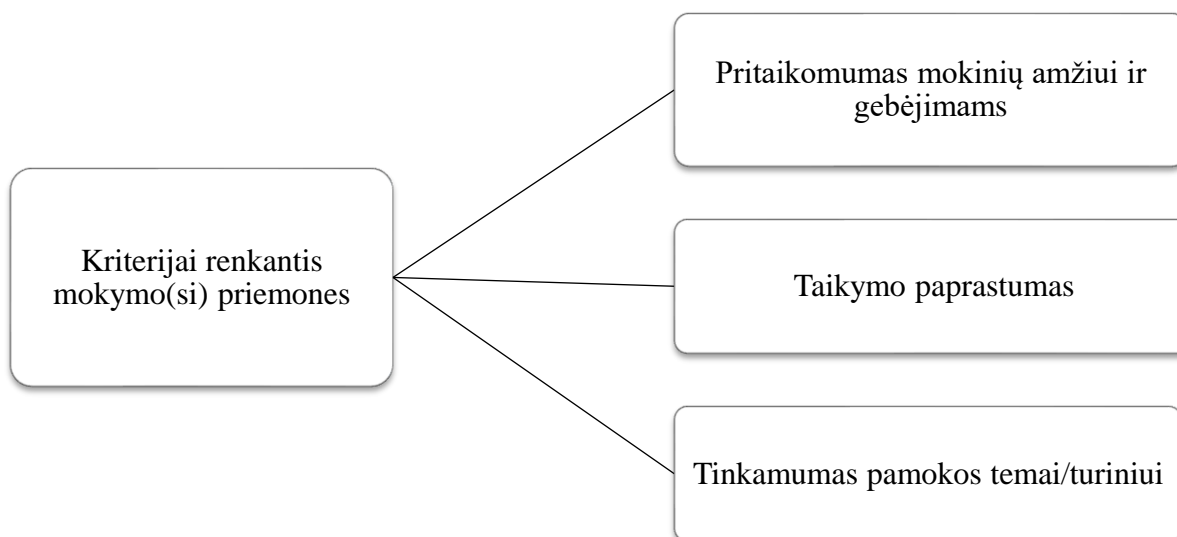 Kriterijai renkantis
mokymo(si) priemones
Pritaikomumas mokinių amžiui ir
gebėjimams
Taikymo paprastumas
Tinkamumas pamokos temai/turiniui